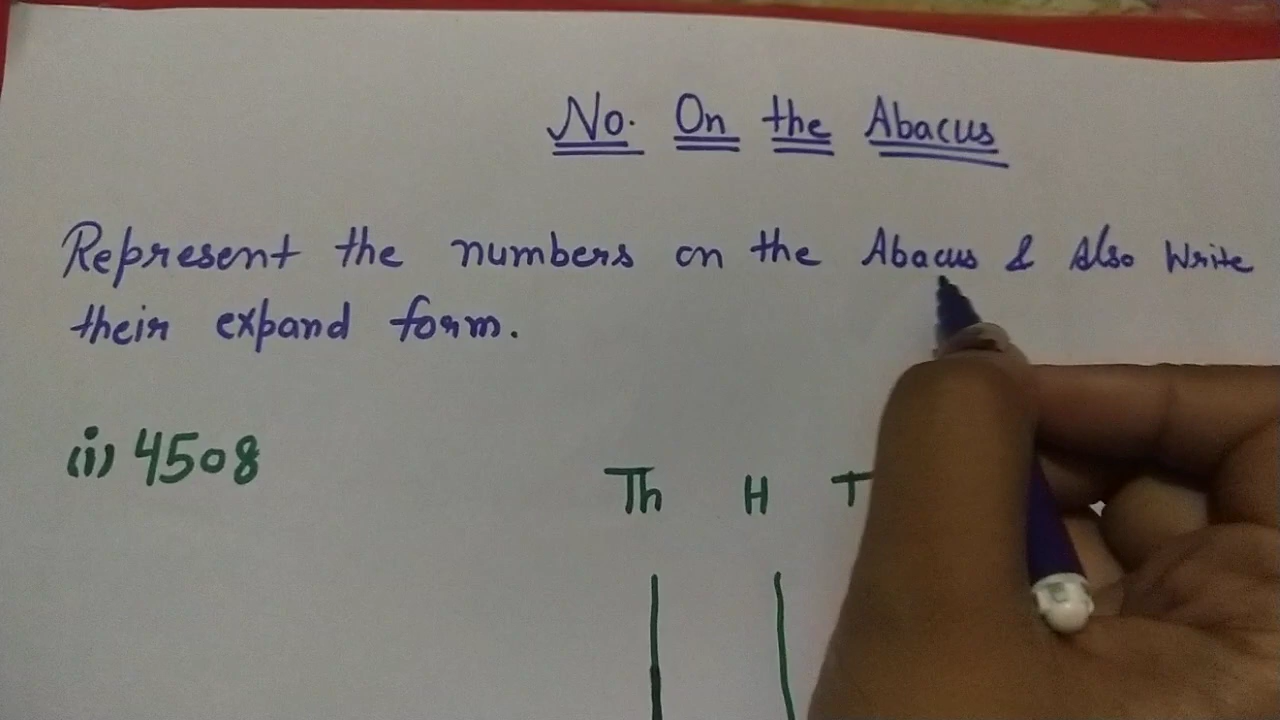 No. On the Abacus
Represent the numbers on the Abacus & Also Write
their expand form.
(i) 4508
Th H T